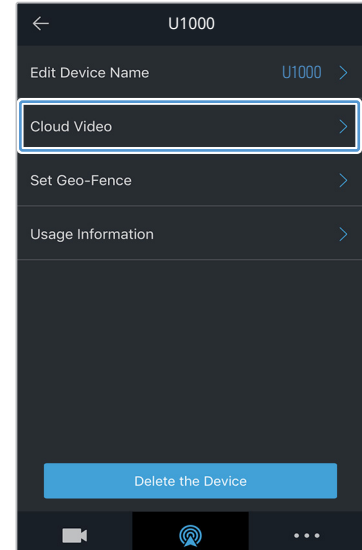 U1000
Edit Device Name U1000
Cloud Video
Set Geo-Fence
Usage Information
Delete the Device